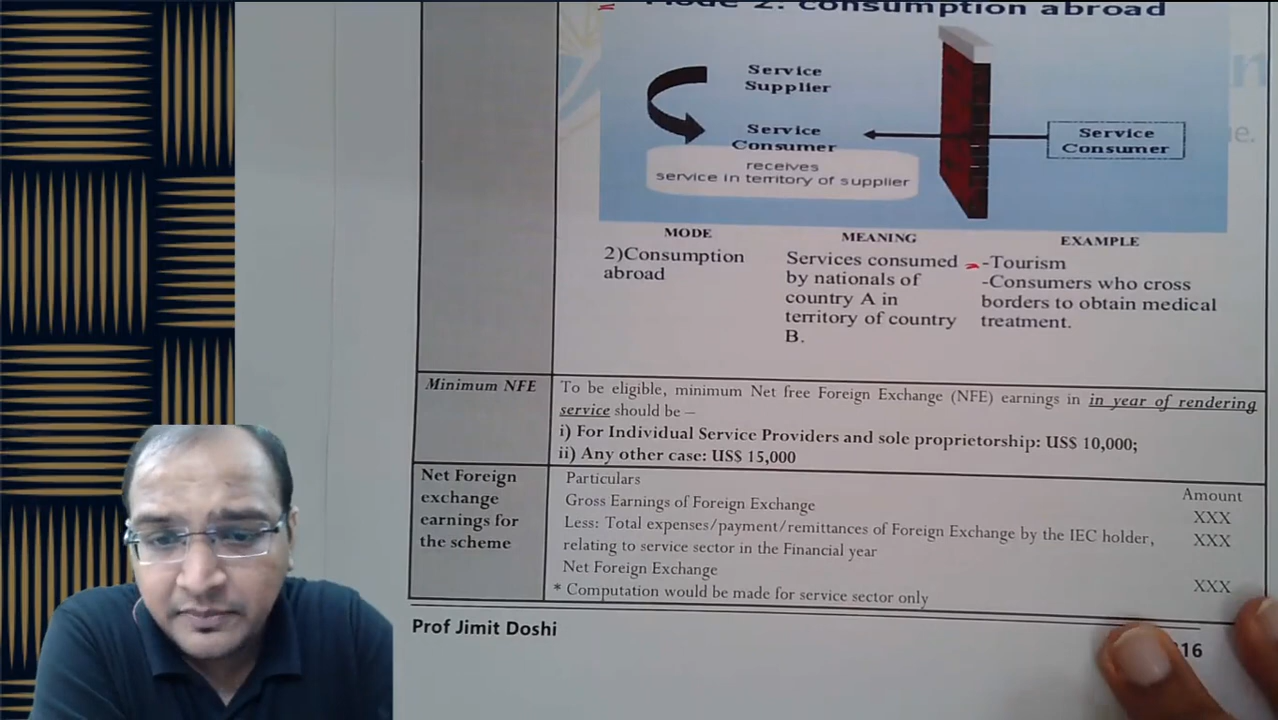 Mode 2: consumption abroad
Service
Supplier
Service
Consumer
receives
service in territory of supplier
Service
Consumer
MODE
MEANING
EXAMPLE
2)Consumption
abroad
Services consumed
by nationals of
country A in
territory of country
B.
-Tourism
-Consumers who cross
borders to obtain medical
treatment.
Minimum NFE
To be eligible, minimum Net free Foreign Exchange (NFE) earnings in in year of rendering
service should be –
i) For Individual Service Providers and sole proprietorship: US$ 10,000;
ii) Any other case: US$ 15,000
Net Foreign
exchange
earnings for
the scheme
Particulars
Amount
Gross Earnings of Foreign Exchange
XXX
Less: Total expenses/payment/remittances of Foreign Exchange by the IEC holder,
XXX
relating to service sector in the Financial year
Net Foreign Exchange
XXX
* Computation would be made for service sector only
Prof Jimit Doshi
16